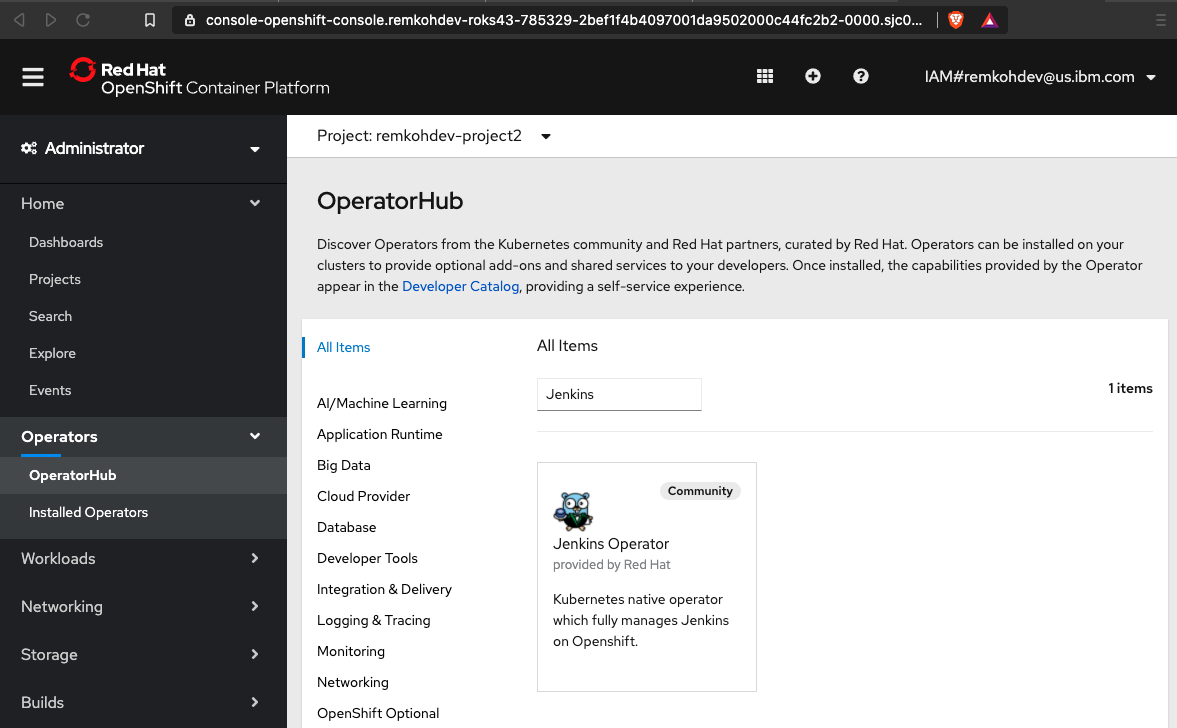 console-openshift-console.remkohdev-roks43-785329-2bef1f4b4097001da9502000c44fc2b2-0000.sjc0...
Red Hat
OpenShift Container Platform
IAM#remkohdev@us.ibm.com
Administrator
Home
Dashboards
Projects
Search
Explore
Events
Operators
OperatorHub
Installed Operators
Workloads
Networking
Storage
Builds
Project: remkohdev-project2
OperatorHub
Discover Operators from the Kubernetes community and Red Hat partners, curated by Red Hat. Operators can be installed on your
clusters to provide optional add-ons and shared services to your developers. Once installed, the capabilities provided by the Operator
appear in the Developer Catalog, providing a self-service experience.
All Items
AI/Machine Learning
Application Runtime
Big Data
Cloud Provider
Database
Developer Tools
Integration & Delivery
Logging & Tracing
Monitoring
Networking
OpenShift Optional
All Items
Jenkins
1 items
Community
Jenkins Operator
provided by Red Hat
Kubernetes native operator
which fully manages Jenkins
on Openshift.